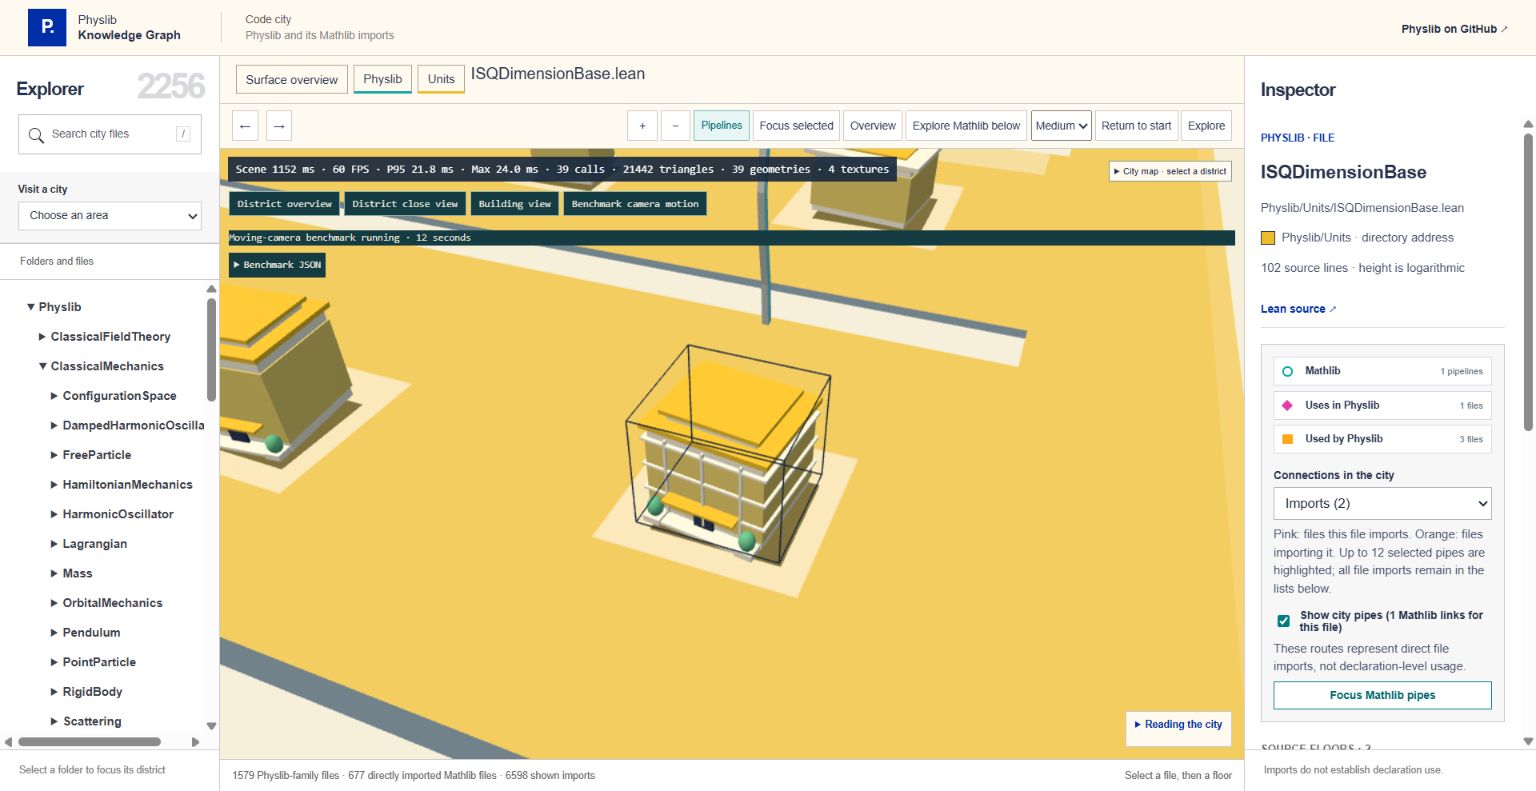 P.
Physlib
Knowledge Graph
Code city
Physlib and its Mathlib imports
Physlib on GitHub ↗
Explorer
2256
Search city files
/
Visit a city
Choose an area
Folders and files
▼ Physlib
▶ ClassicalFieldTheory
▼ ClassicalMechanics
▶ ConfigurationSpace
▶ DampedHarmonicOscilla
▶ FreeParticle
▶ HamiltonianMechanics
▶ HarmonicOscillator
▶ Lagrangian
▶ Mass
▶ OrbitalMechanics
▶ Pendulum
▶ PointParticle
▶ RigidBody
▶ Scattering
Select a folder to focus its district
Surface overview
Physlib
Units
ISQDimensionBase.lean
←
→
+
−
Pipelines
Focus selected
Overview
Explore Mathlib below
Medium
Return to start
Explore
Scene 1152 ms · 60 FPS · P95 21.8 ms · Max 24.0 ms · 39 calls · 21442 triangles · 39 geometries · 4 textures
▶ City map · select a district
District overview
District close view
Building view
Benchmark camera motion
Moving-camera benchmark running · 12 seconds
▶ Benchmark JSON
▶ Reading the city
1579 Physlib-family files · 677 directly imported Mathlib files · 6598 shown imports
Select a file, then a floor
Inspector
PHYSLIB · FILE
ISQDimensionBase
Physlib/Units/ISQDimensionBase.lean
Physlib/Units · directory address
102 source lines · height is logarithmic
Lean source ↗
Mathlib
1 pipelines
Uses in Physlib
1 files
Used by Physlib
3 files
Connections in the city
Imports (2)
Pink: files this file imports. Orange: files
importing it. Up to 12 selected pipes are
highlighted; all file imports remain in the
lists below.
Show city pipes (1 Mathlib links for
this file)
These routes represent direct file
imports, not declaration-level usage.
Focus Mathlib pipes
Imports do not establish declaration use.